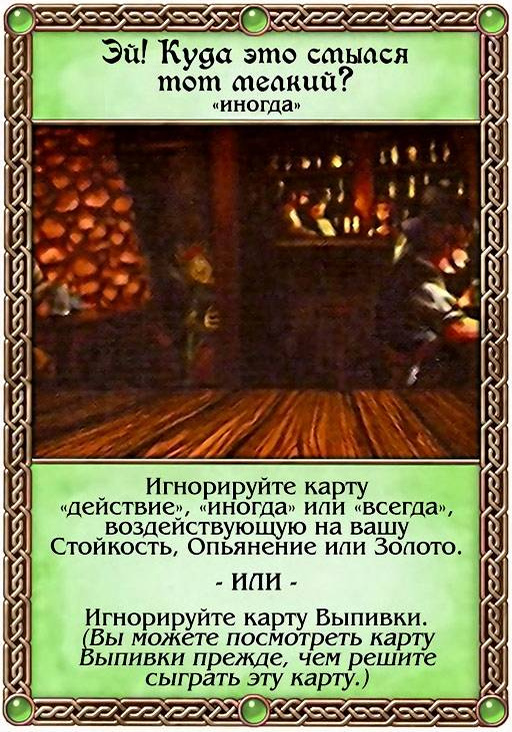 Эй! Куда это смылся
тот мелкий?
«иногда»
Игнорируйте карту
«действие», «иногда» или «всегда»,
воздействующую на вашу
Стойкость, Опьянение или Золото.
- ИЛИ -
Игнорируйте карту Выпивки.
(Вы можете посмотреть карту
Выпивки прежде, чем решите
сыграть эту карту.)